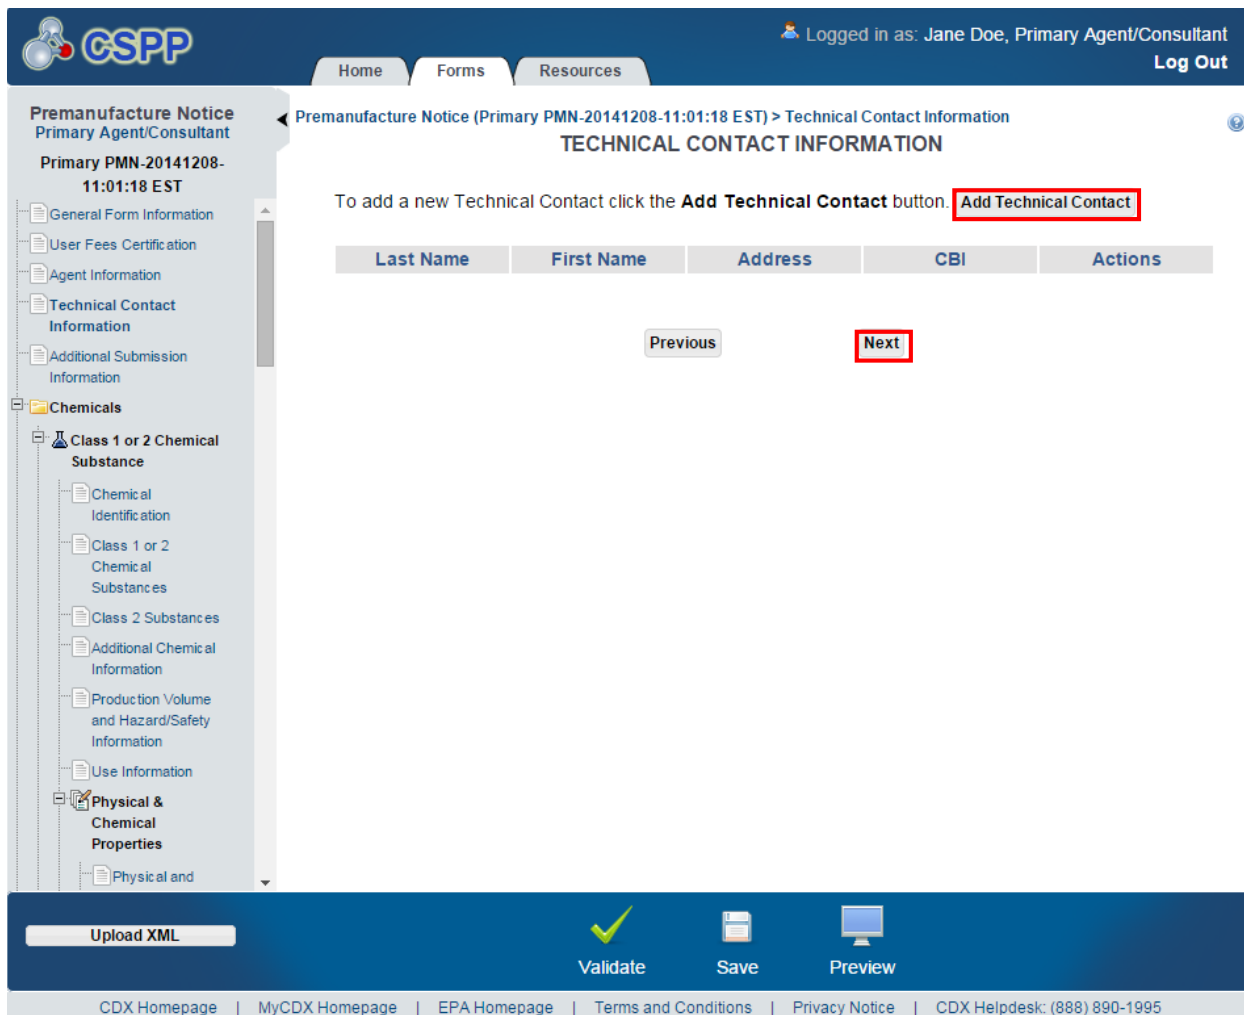 CSPP
Logged in as: Jane Doe, Primary Agent/Consultant
Log Out
Home Forms Resources
Premanufacture Notice
Primary Agent/Consultant
Primary PMN-20141208-
11:01:18 EST
General Form Information
User Fees Certification
Agent Information
Technical Contact
Information
Additional Submission
Information
Chemicals
Class 1 or 2 Chemical
Substance
Chemical
Identification
Class 1 or 2
Chemical
Substances
Class 2 Substances
Additional Chemical
Information
Production Volume
and Hazard/Safety
Information
Use Information
Physical &
Chemical
Properties
Physical and
Premanufacture Notice (Primary PMN-20141208-11:01:18 EST) > Technical Contact Information
TECHNICAL CONTACT INFORMATION
To add a new Technical Contact click the Add Technical Contact button. Add Technical Contact
Last Name First Name Address CBI Actions
Previous Next
Upload XML
Validate Save Preview
CDX Homepage | MyCDX Homepage | EPA Homepage | Terms and Conditions | Privacy Notice | CDX Helpdesk: (888) 890-1995